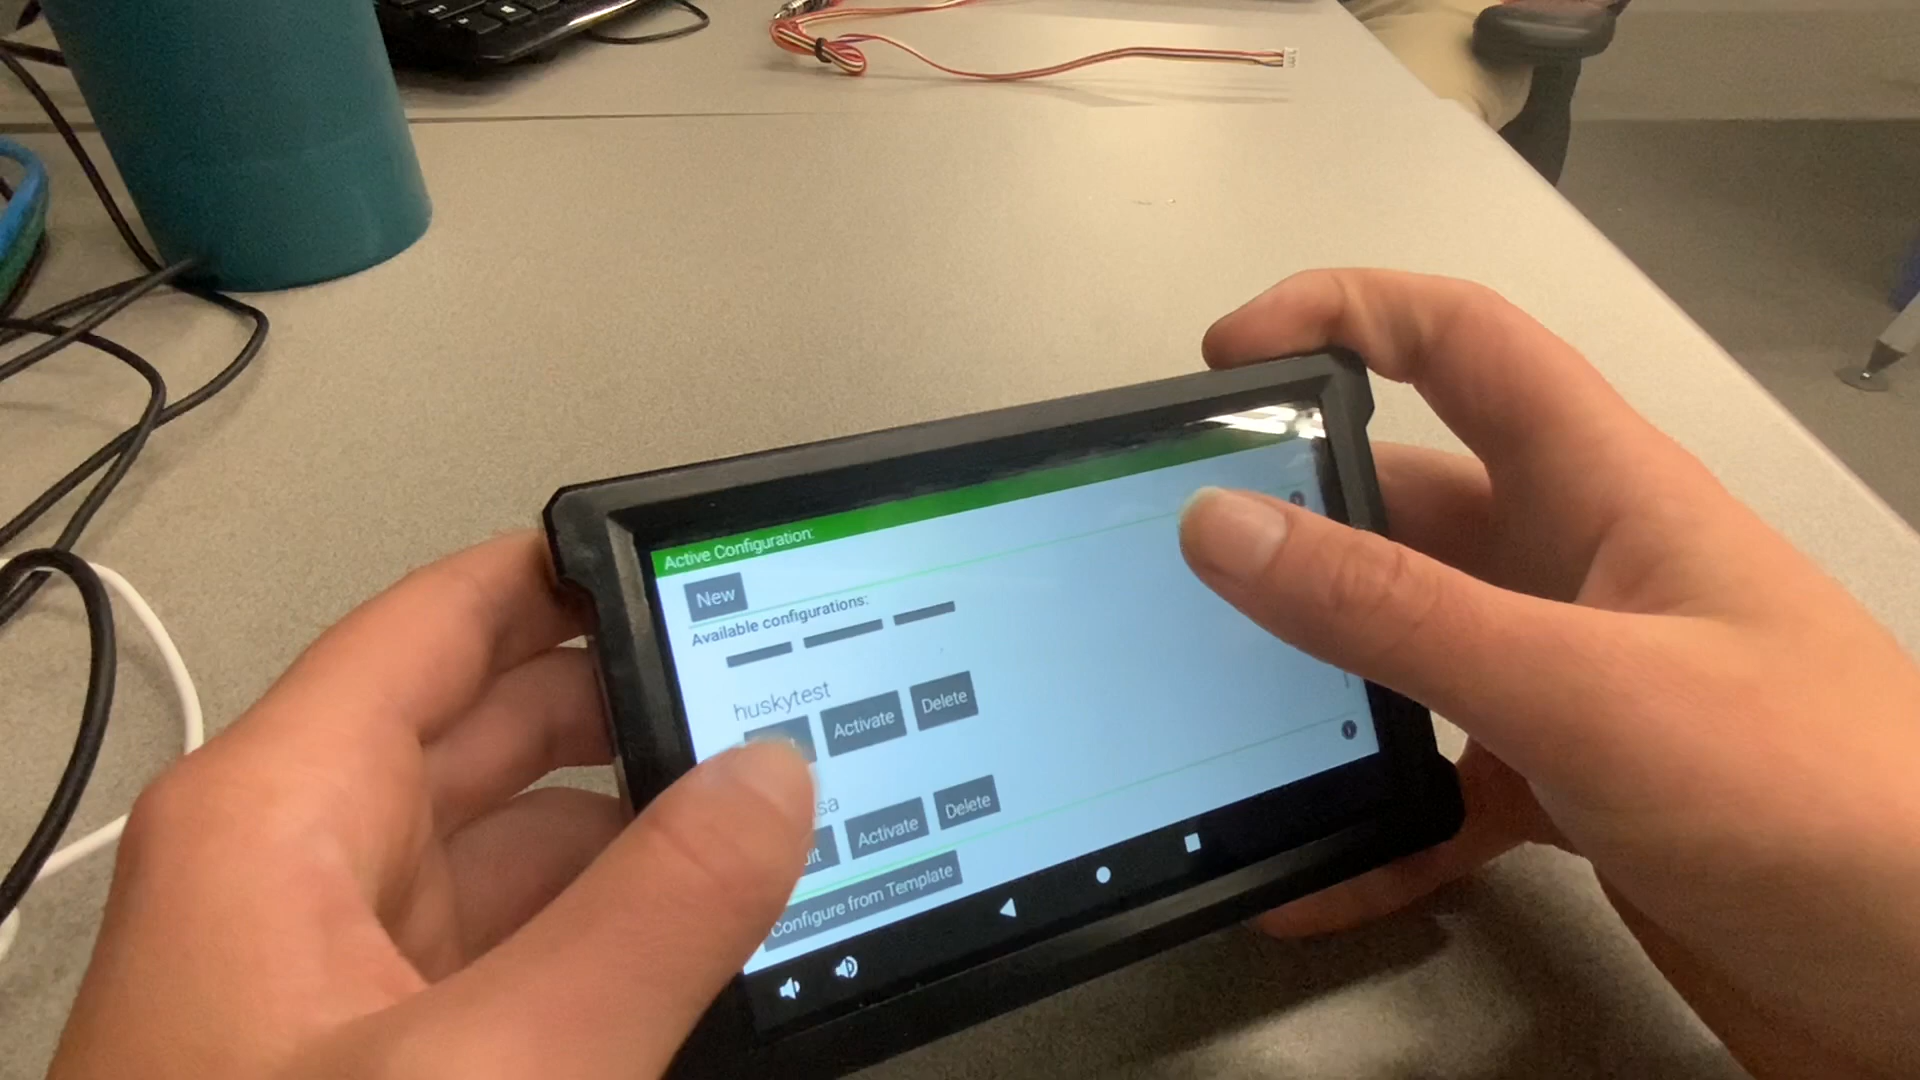 Active Configuration:
New
Available configurations:
huskytest
Activate Delete
Activate Delete
Configure from Template